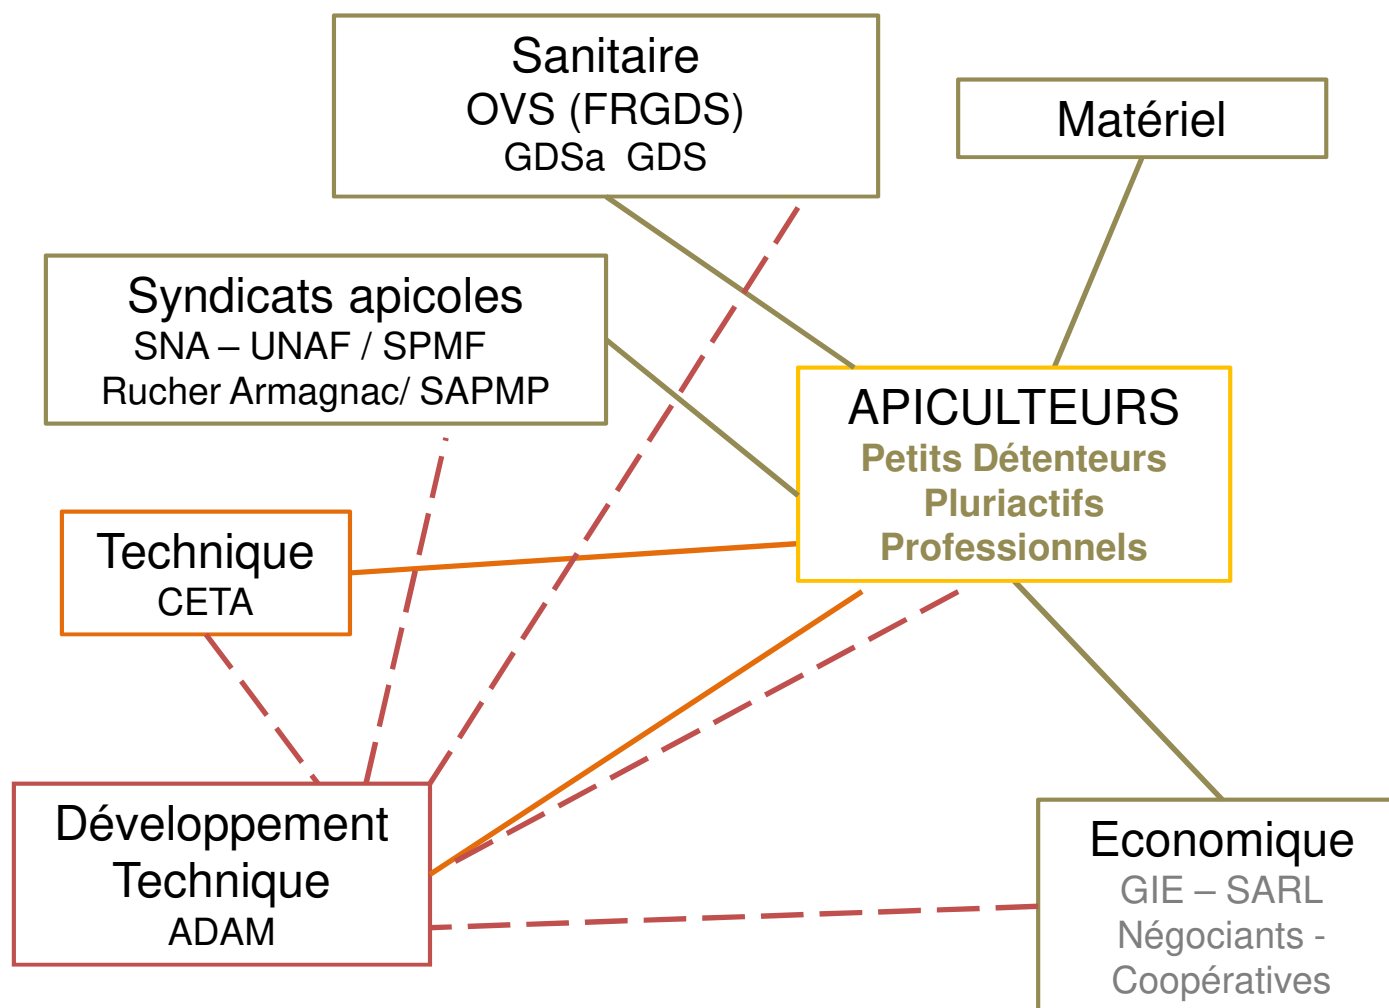 Sanitaire
OVS (FRGDS)
GDSa GDS
Matériel
Syndicats apicoles
SNA – UNAF / SPMF
Rucher Armagnac/ SAPMP
APICULTEURS
Petits Détenteurs
Pluriactifs
Professionnels
Technique
CETA
Développement
Technique
ADAM
Economique
GIE – SARL
Négociants -
Coopératives